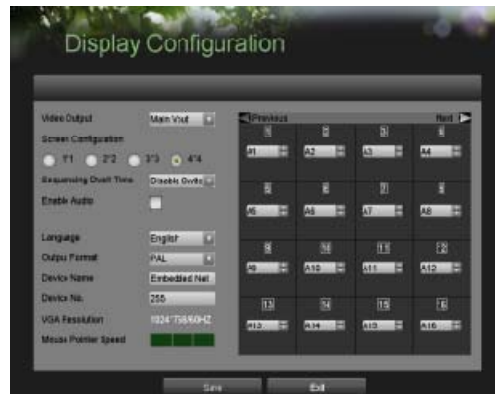 Display Configuration
Video Output Main Vout
Screen Configuration
1*1 2*2 3*3 4*4
Sequencing Dwell Time Disable Switc
Enable Audio
Language English
Output Format PAL
Device Name Embedded Net
Device No. 255
VGA Resolution 1024*768/60HZ
Mouse Pointer Speed
Previous Next
1 2 3 4
A1 A2 A3 A4
5 6 7 8
A5 A6 A7 A8
9 10 11 12
A9 A10 A11 A12
13 14 15 16
A13 A14 A15 A16
Save Exit